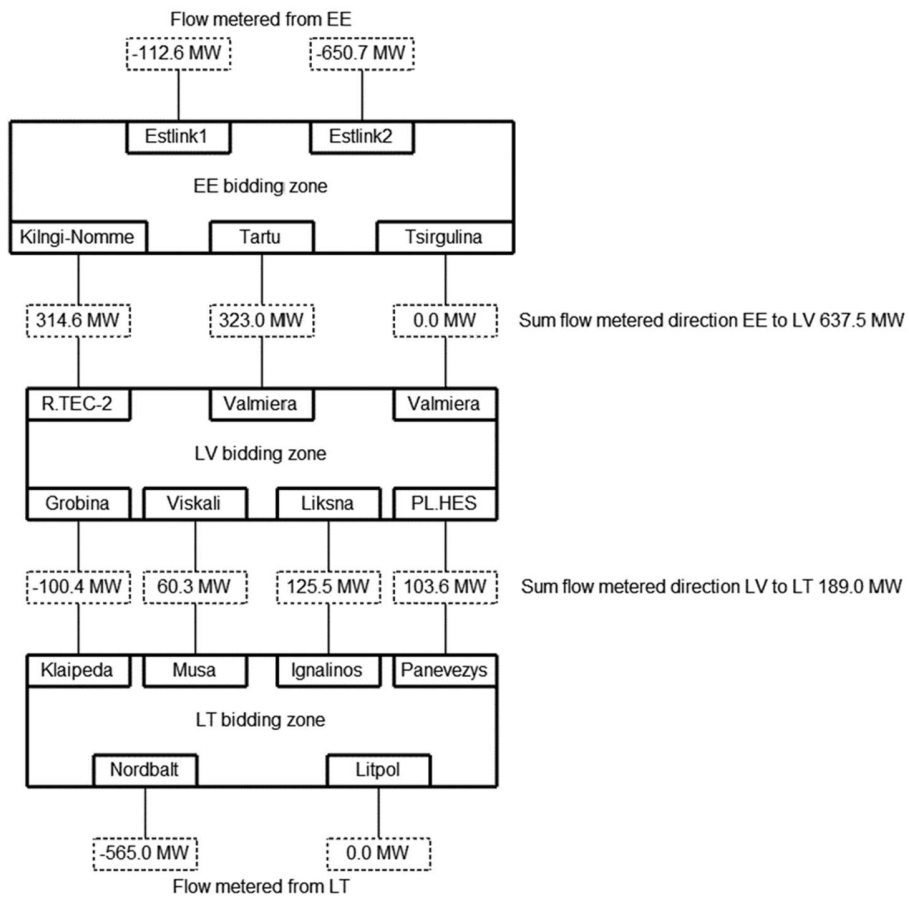 Flow metered from EE
-112.6 MW -650.7 MW
Estlink1 Estlink2
EE bidding zone
Kilngi-Nomme Tartu Tsirgulina
314.6 MW 323.0 MW 0.0 MW Sum flow metered direction EE to LV 637.5 MW
R.TEC-2 Valmiera Valmiera
LV bidding zone
Grobina Viskali Liksna PL.HES
-100.4 MW 60.3 MW 125.5 MW 103.6 MW Sum flow metered direction LV to LT 189.0 MW
Klaipeda Musa Ignalinos Panevezys
LT bidding zone
Nordbalt Litpol
-565.0 MW 0.0 MW
Flow metered from LT